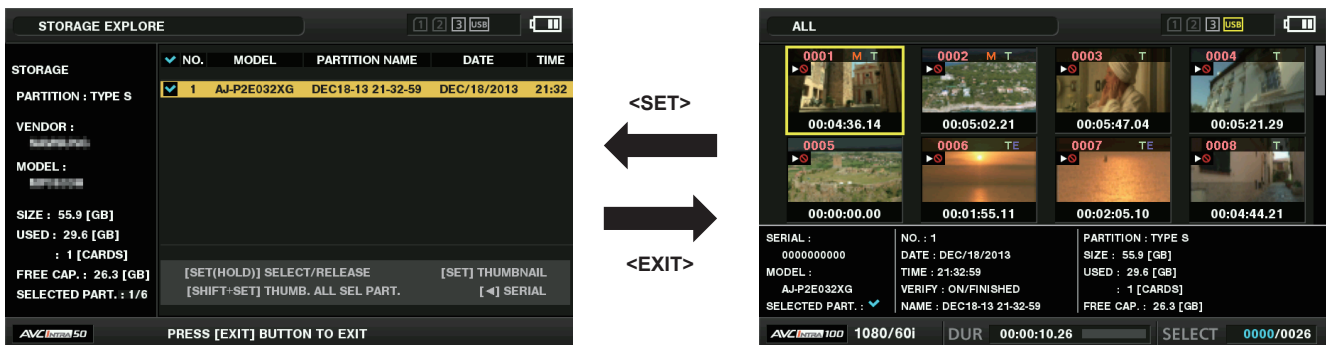 STORAGE EXPLORE
1 2 3 USB
STORAGE
PARTITION : TYPE S
VENDOR :
MODEL :
SIZE : 55.9 [GB]
USED : 29.6 [GB]
: 1 [CARDS]
FREE CAP. : 26.3 [GB]
SELECTED PART. : 1/6
NO. MODEL PARTITION NAME DATE TIME
1 AJ-P2E032XG DEC18-13 21-32-59 DEC/18/2013 21:32
[SET(HOLD)] SELECT/RELEASE [SET] THUMBNAIL
[SHIFT+SET] THUMB. ALL SEL PART. [◄] SERIAL
AVC INTRA 50 PRESS [EXIT] BUTTON TO EXIT
<SET>
<EXIT>
ALL
1 2 3 USB
0001 M T
0002 M T
0003 T
0004 T
00:04:36.14
00:05:02.21
00:05:47.04
00:05:21.29
0005
0006 TE
0007 TE
0008 T
00:00:00.00
00:01:55.11
00:02:05.10
00:04:44.21
SERIAL :
0000000000
MODEL :
AJ-P2E032XG
SELECTED PART. :
NO. : 1
DATE : DEC/18/2013
TIME : 21:32:59
VERIFY : ON/FINISHED
NAME : DEC18-13 21-32-59
PARTITION : TYPE S
SIZE : 55.9 [GB]
USED : 29.6 [GB]
: 1 [CARDS]
FREE CAP. : 26.3 [GB]
AVC INTRA 100 1080/60i DUR 00:00:10.26 SELECT 0000/0026